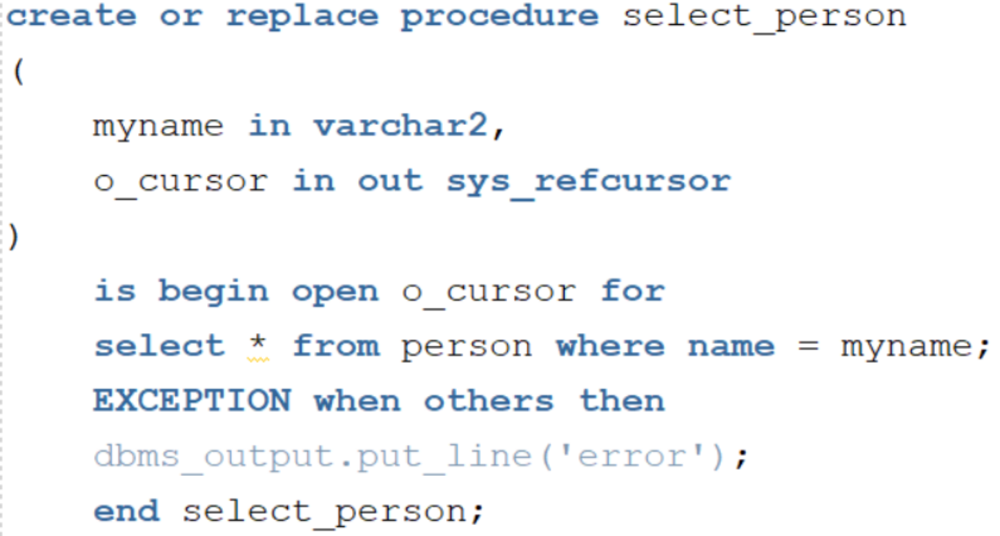 create or replace procedure select_person
(
myname in varchar2,
o_cursor in out sys_refcursor
)
is begin open o_cursor for
select * from person where name = myname;
EXCEPTION when others then
dbms_output.put_line('error');
end select_person;